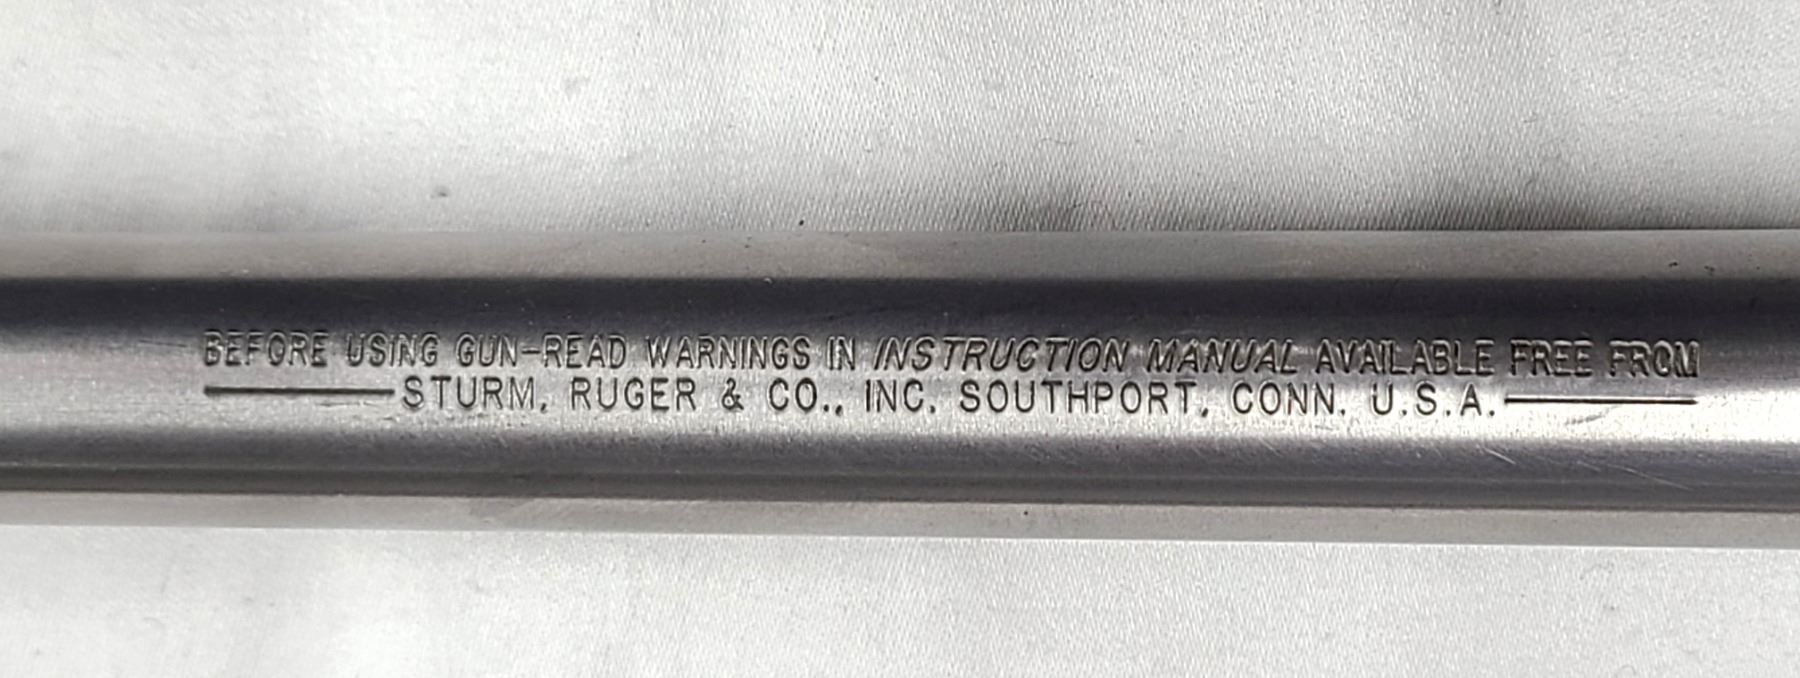 BEFORE USING GUN-READ WARNINGS IN INSTRUCTION MANUAL AVAILABLE FREE FROM
STURM, RUGER & CO., INC. SOUTHPORT, CONN. U.S.A.